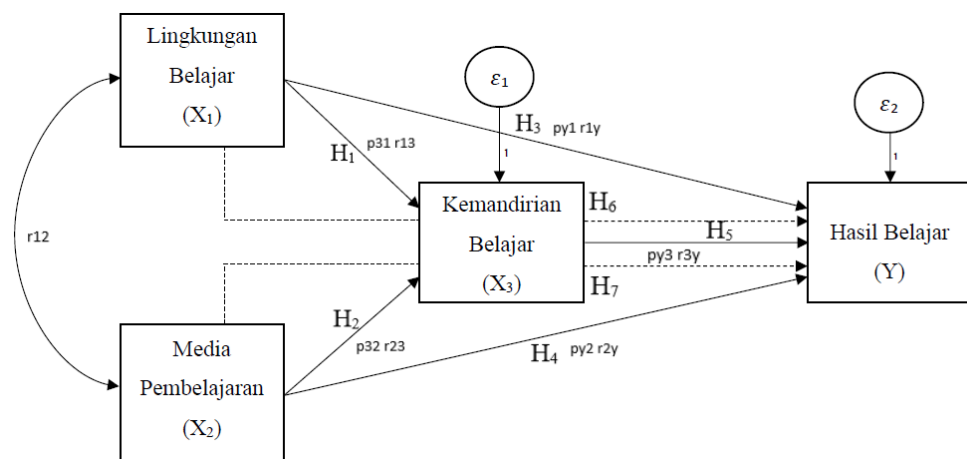 Lingkungan
Belajar
(X₁)
ε₁
ε₂
H₃ py1 r1y
H₁ p31 r13
1
1
Kemandirian
Belajar
(X₃)
H₆
H₅
py3 r3y
H₇
Hasil Belajar
(Y)
r12
H₂
p32 r23
H₄ py2 r2y
Media
Pembelajaran
(X₂)